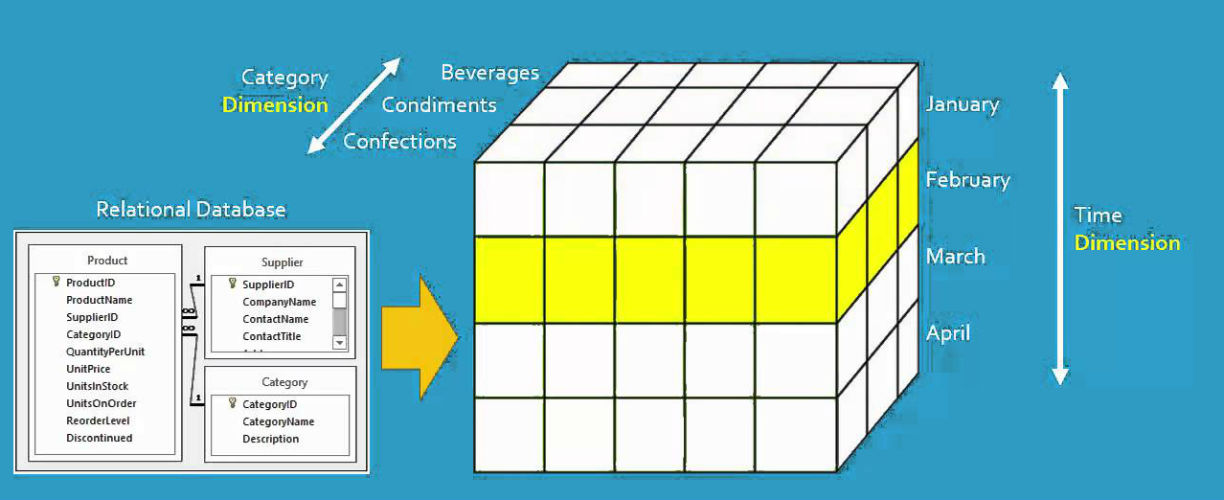 Category
Dimension
Beverages
Condiments
Confections
January
February
March
April
Time
Dimension
Relational Database
Product
ProductID
ProductName
SupplierID
CategoryID
QuantityPerUnit
UnitPrice
UnitsInStock
UnitsOnOrder
ReorderLevel
Discontinued
1
∞
∞
1
Supplier
SupplierID
CompanyName
ContactName
ContactTitle
Category
CategoryID
CategoryName
Description